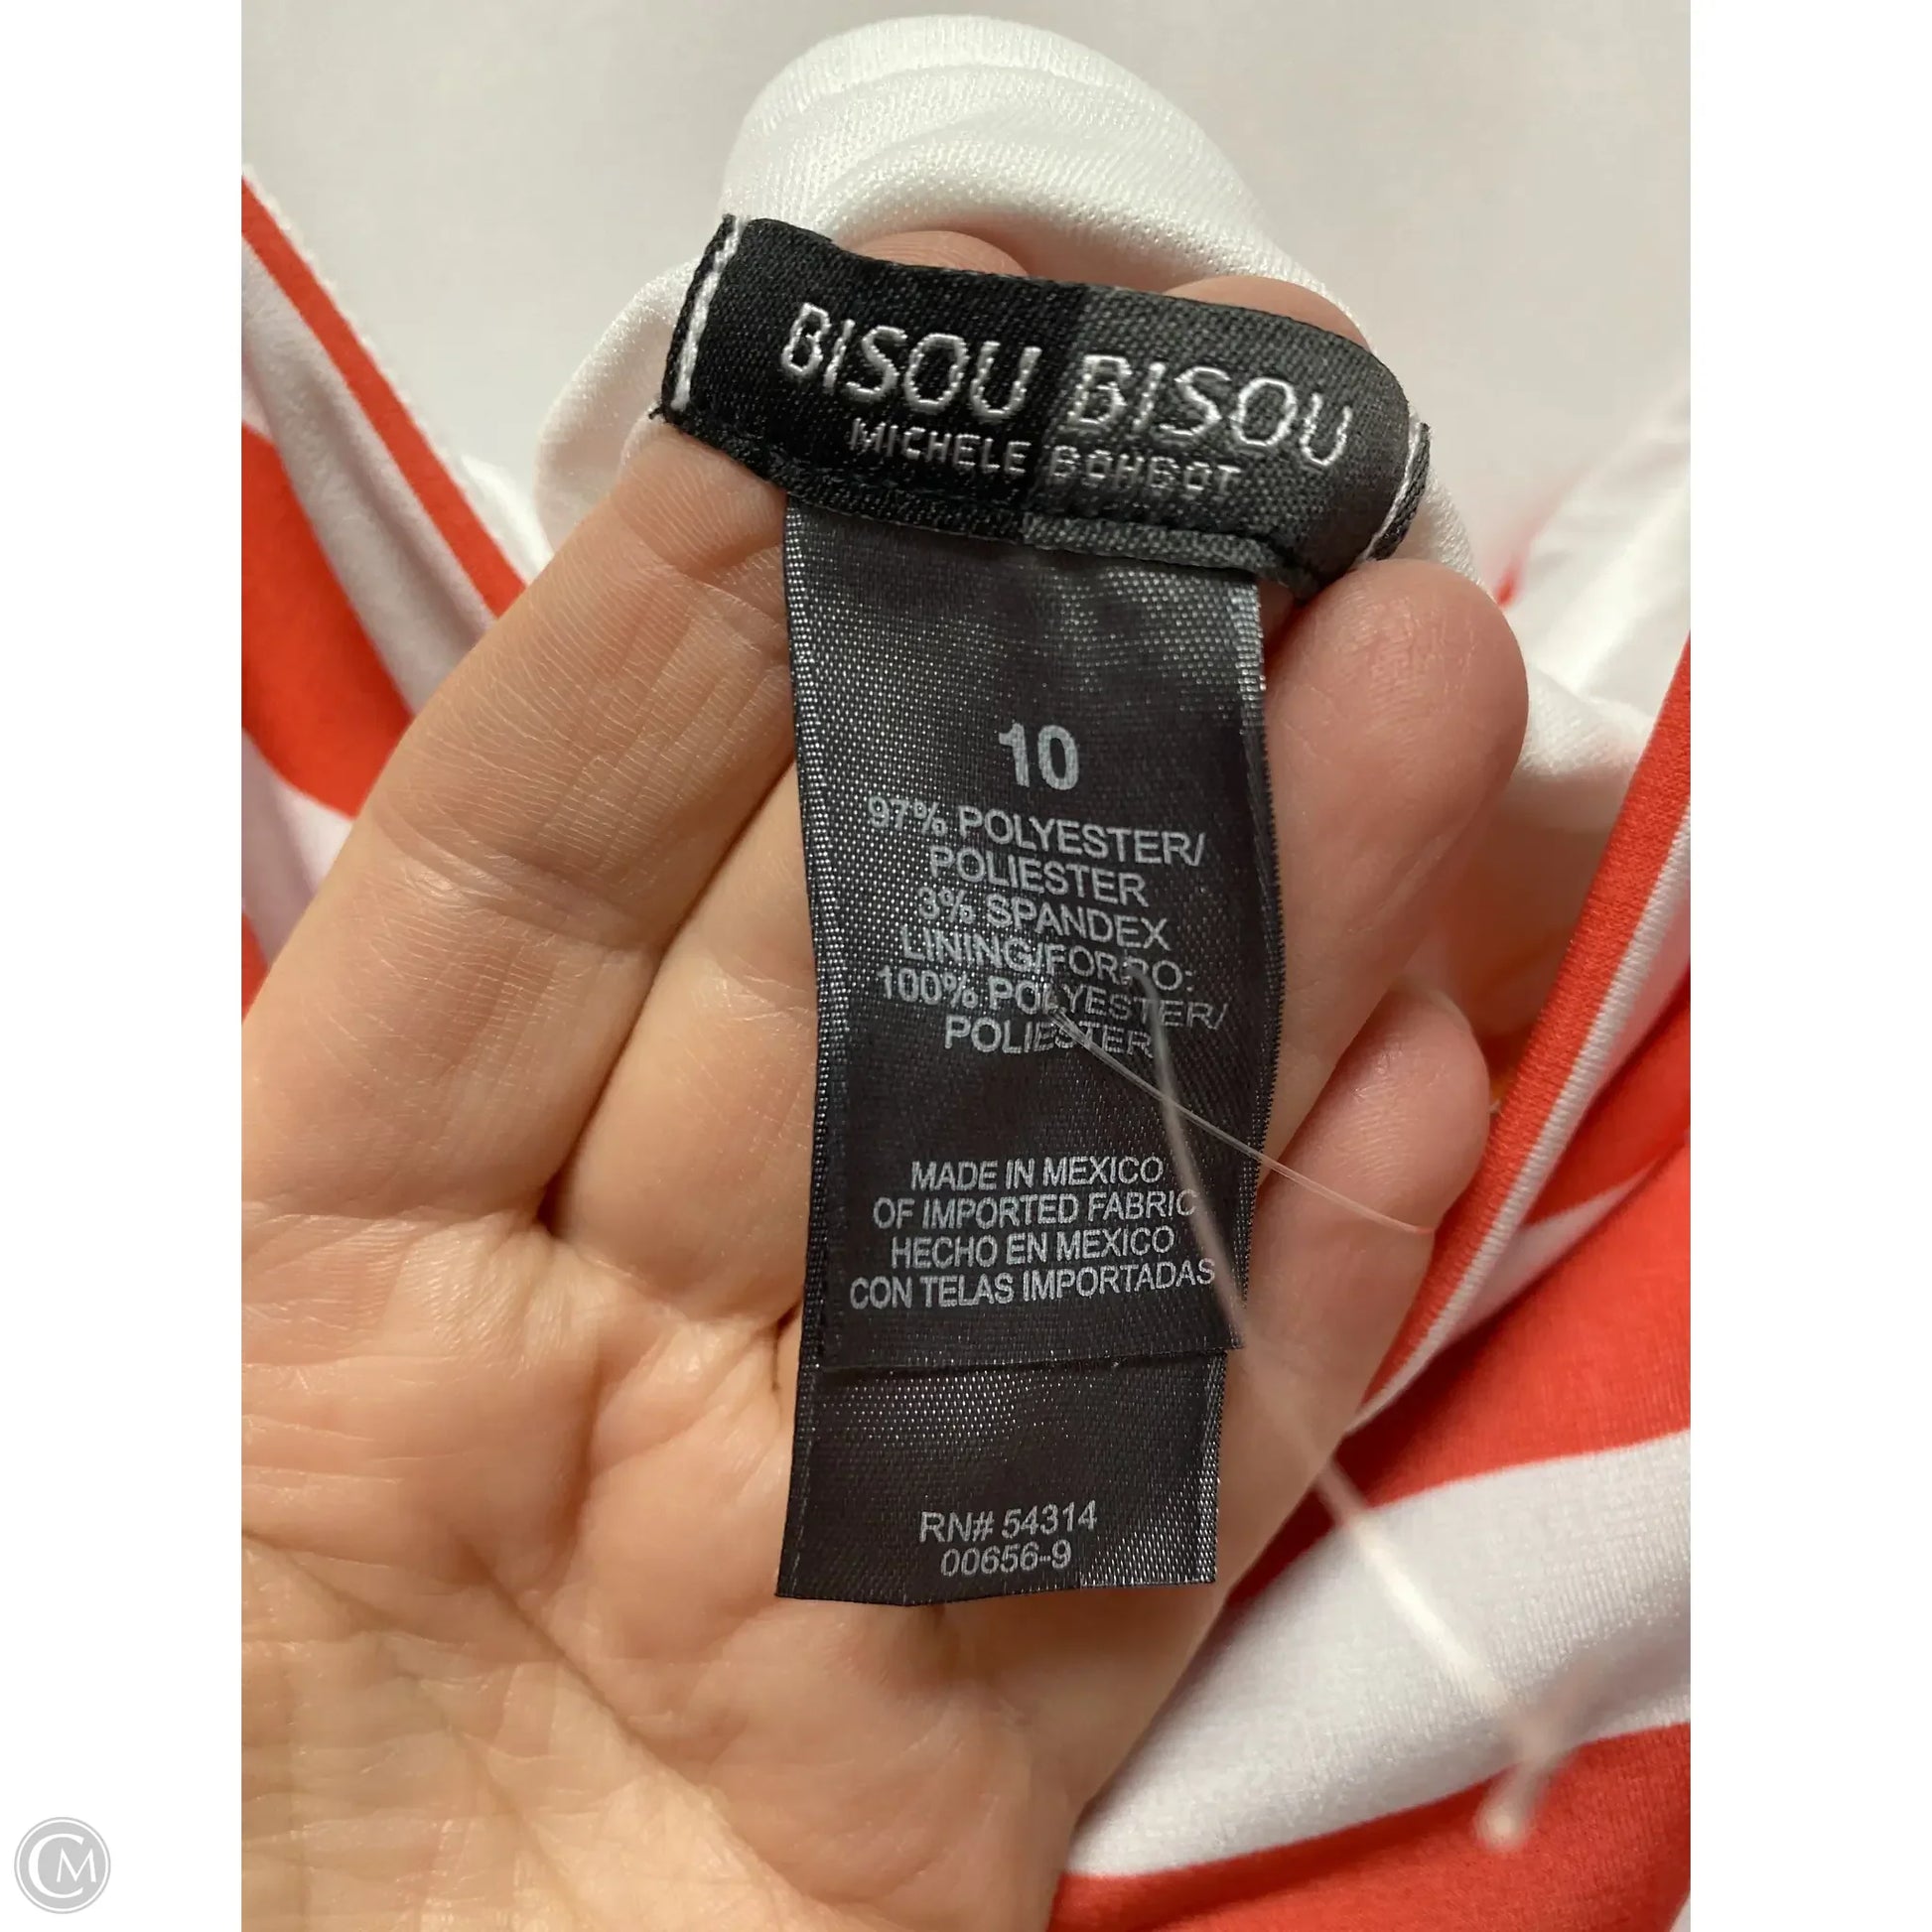 BISOU BISOU
MICHELE BOHBOT
10
97% POLYESTER/
POLIESTER
3% SPANDEX
LINING/FORRO:
100% POLYESTER/
POLIESTER
MADE IN MEXICO
OF IMPORTED FABRIC
HECHO EN MEXICO
CON TELAS IMPORTADAS
RN# 54314
00656-9
CM